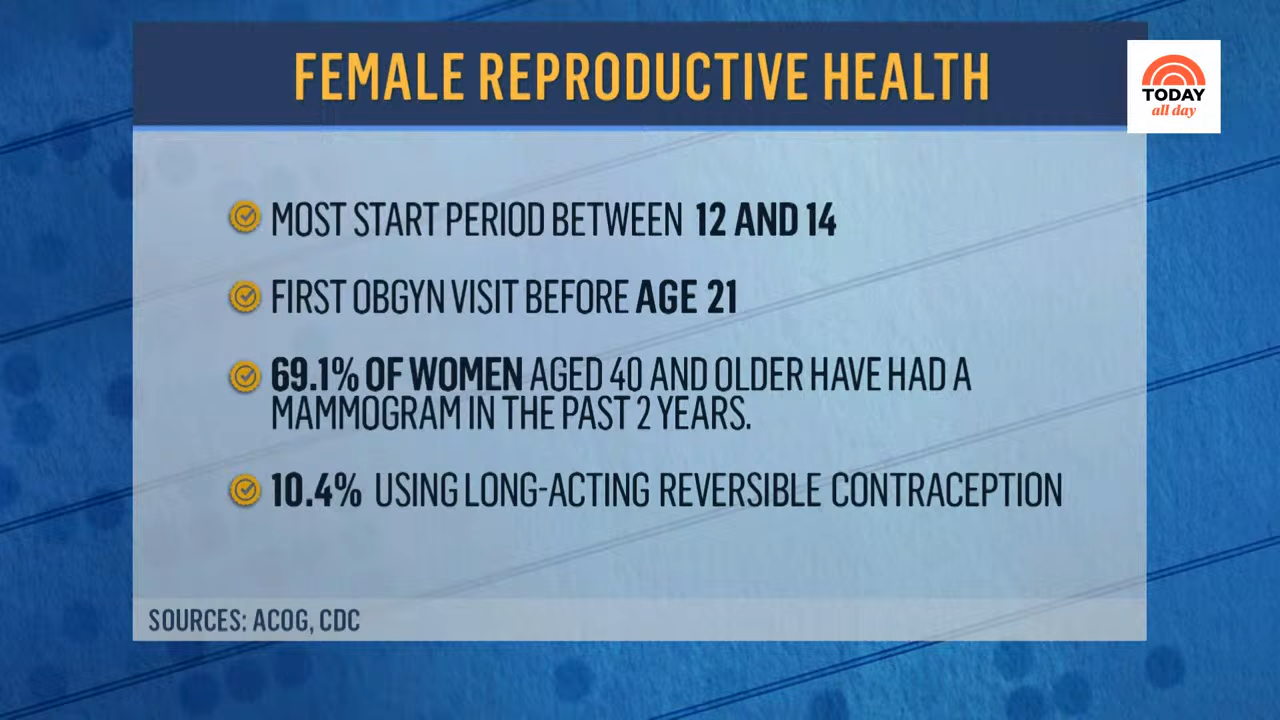 FEMALE REPRODUCTIVE HEALTH
TODAY
all day
MOST START PERIOD BETWEEN 12 AND 14
FIRST OBGYN VISIT BEFORE AGE 21
69.1% OF WOMEN AGED 40 AND OLDER HAVE HAD A
MAMMOGRAM IN THE PAST 2 YEARS.
10.4% USING LONG-ACTING REVERSIBLE CONTRACEPTION
SOURCES: ACOG, CDC